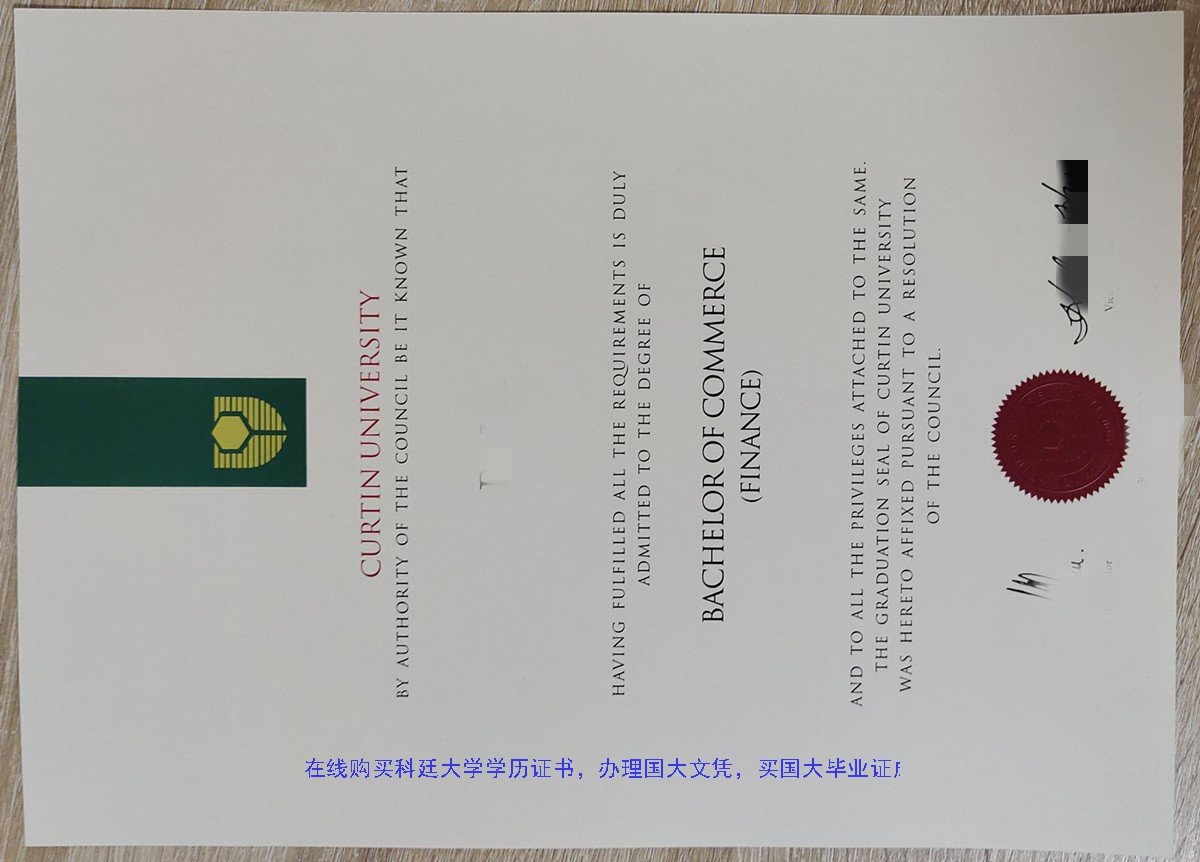 CURTIN UNIVERSITY
BY AUTHORITY OF THE COUNCIL BE IT KNOWN THAT
HAVING FULFILLED ALL THE REQUIREMENTS IS DULY
ADMITTED TO THE DEGREE OF
BACHELOR OF COMMERCE
(FINANCE)
AND TO ALL THE PRIVILEGES ATTACHED TO THE SAME.
THE GRADUATION SEAL OF CURTIN UNIVERSITY
WAS HERETO AFFIXED PURSUANT TO A RESOLUTION
OF THE COUNCIL.
在线购买科廷大学学历证书，办理国大文凭，买国大毕业证